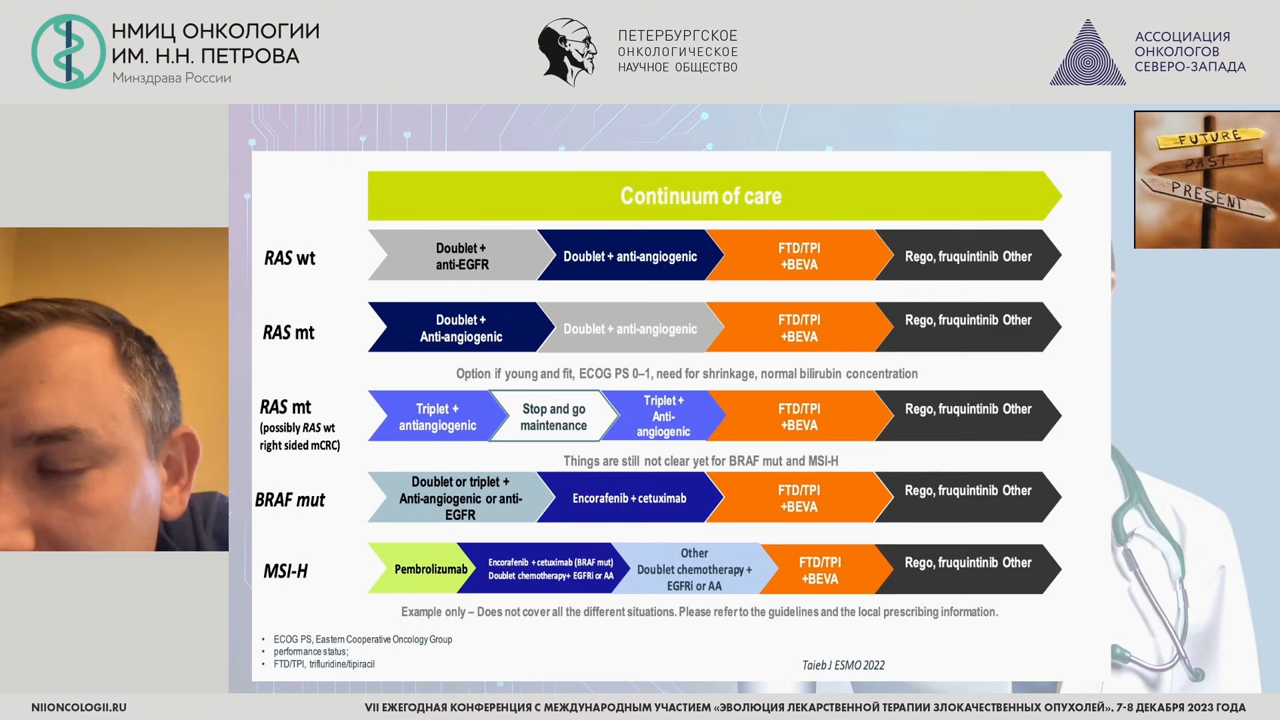 НМИЦ ОНКОЛОГИИ
ИМ. Н.Н. ПЕТРОВА
Минздрава России
ПЕТЕРБУРГСКОЕ
ОНКОЛОГИЧЕСКОЕ
НАУЧНОЕ ОБЩЕСТВО
АССОЦИАЦИЯ
ОНКОЛОГОВ
СЕВЕРО-ЗАПАДА
FUTURE
PAST
PRESENT
Continuum of care
RAS wt
Doublet +
anti-EGFR
Doublet + anti-angiogenic
FTD/TPI
+BEVA
Rego, fruquintinib Other
RAS mt
Doublet +
Anti-angiogenic
Doublet + anti-angiogenic
FTD/TPI
+BEVA
Rego, fruquintinib Other
Option if young and fit, ECOG PS 0–1, need for shrinkage, normal bilirubin concentration
RAS mt
(possibly RAS wt
right sided mCRC)
Triplet +
antiangiogenic
Stop and go
maintenance
Triplet +
Anti-
angiogenic
FTD/TPI
+BEVA
Rego, fruquintinib Other
Things are still not clear yet for BRAF mut and MSI-H
BRAF mut
Doublet or triplet +
Anti-angiogenic or anti-
EGFR
Encorafenib + cetuximab
FTD/TPI
+BEVA
Rego, fruquintinib Other
MSI-H
Pembrolizumab
Encorafenib + cetuximab (BRAF mut)
Doublet chemotherapy+ EGFRi or AA
Other
Doublet chemotherapy +
EGFRi or AA
FTD/TPI
+BEVA
Rego, fruquintinib Other
Example only – Does not cover all the different situations. Please refer to the guidelines and the local prescribing information.
• ECOG PS, Eastern Cooperative Oncology Group
• performance status;
• FTD/TPI, trifluridine/tipiracil
Taieb J ESMO 2022
NIIONCOLOGII.RU
VII ЕЖЕГОДНАЯ КОНФЕРЕНЦИЯ С МЕЖДУНАРОДНЫМ УЧАСТИЕМ «ЭВОЛЮЦИЯ ЛЕКАРСТВЕННОЙ ТЕРАПИИ ЗЛОКАЧЕСТВЕННЫХ ОПУХОЛЕЙ». 7-8 ДЕКАБРЯ 2023 ГОДА